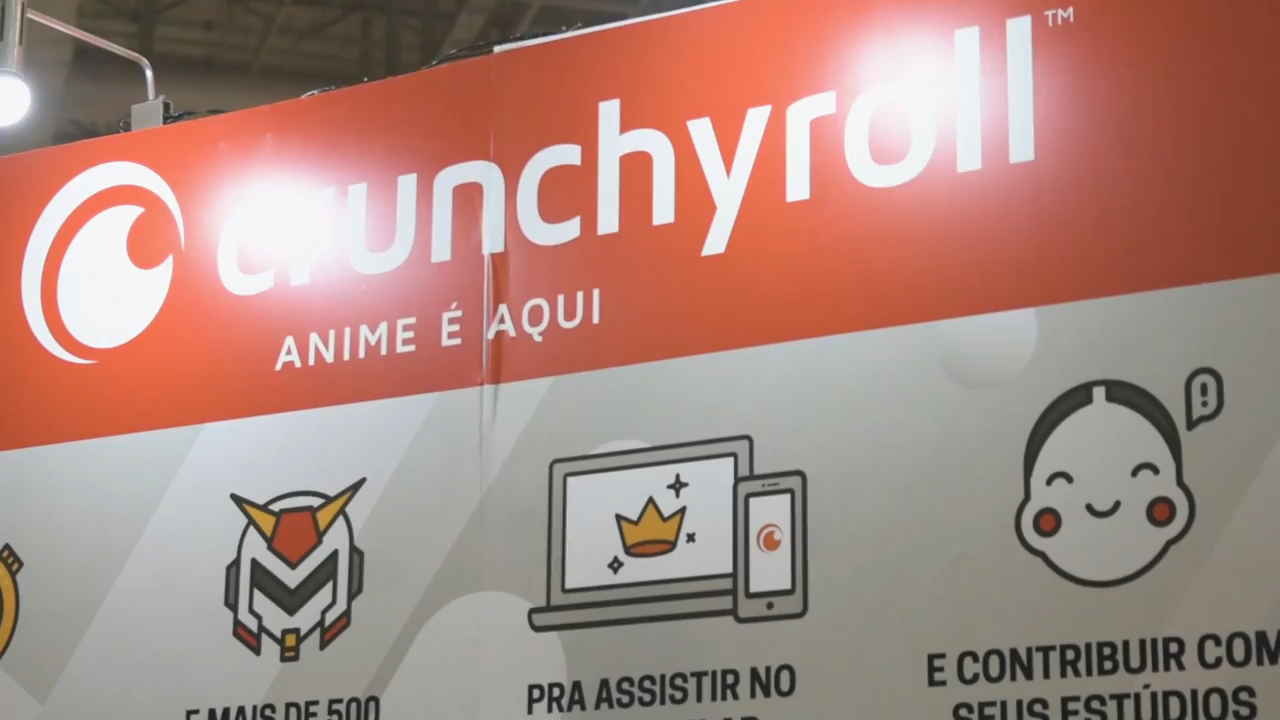 crunchyroll™
ANIME É AQUI
E MAIS DE 500
PRA ASSISTIR NO
E CONTRIBUIR COM
SEUS ESTÚDIOS